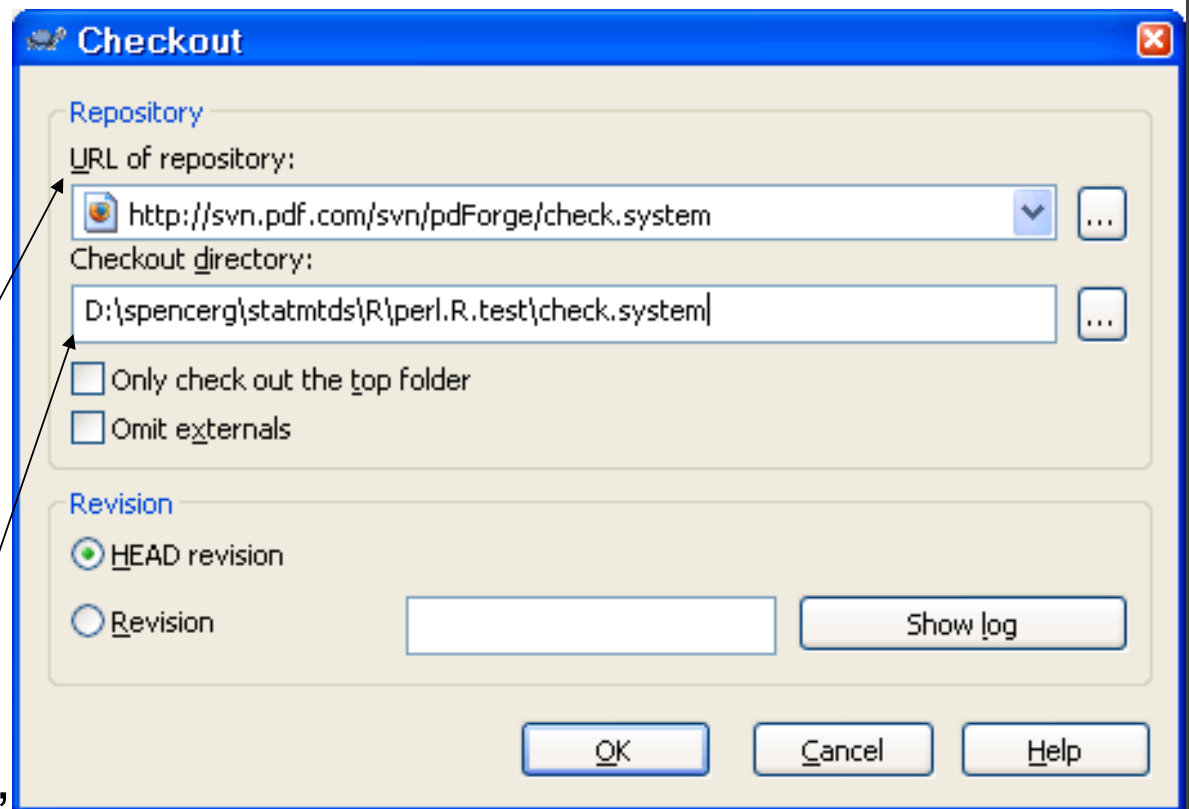 Checkout
Repository
URL of repository:
http://svn.pdf.com/svn/pdForge/check.system
...
Checkout directory:
D:\spencerg\statmtds\R\perl.R.test\check.system
...
Only check out the top folder
Omit externals
Revision
HEAD revision
Revision
Show log
OK
Cancel
Help
,